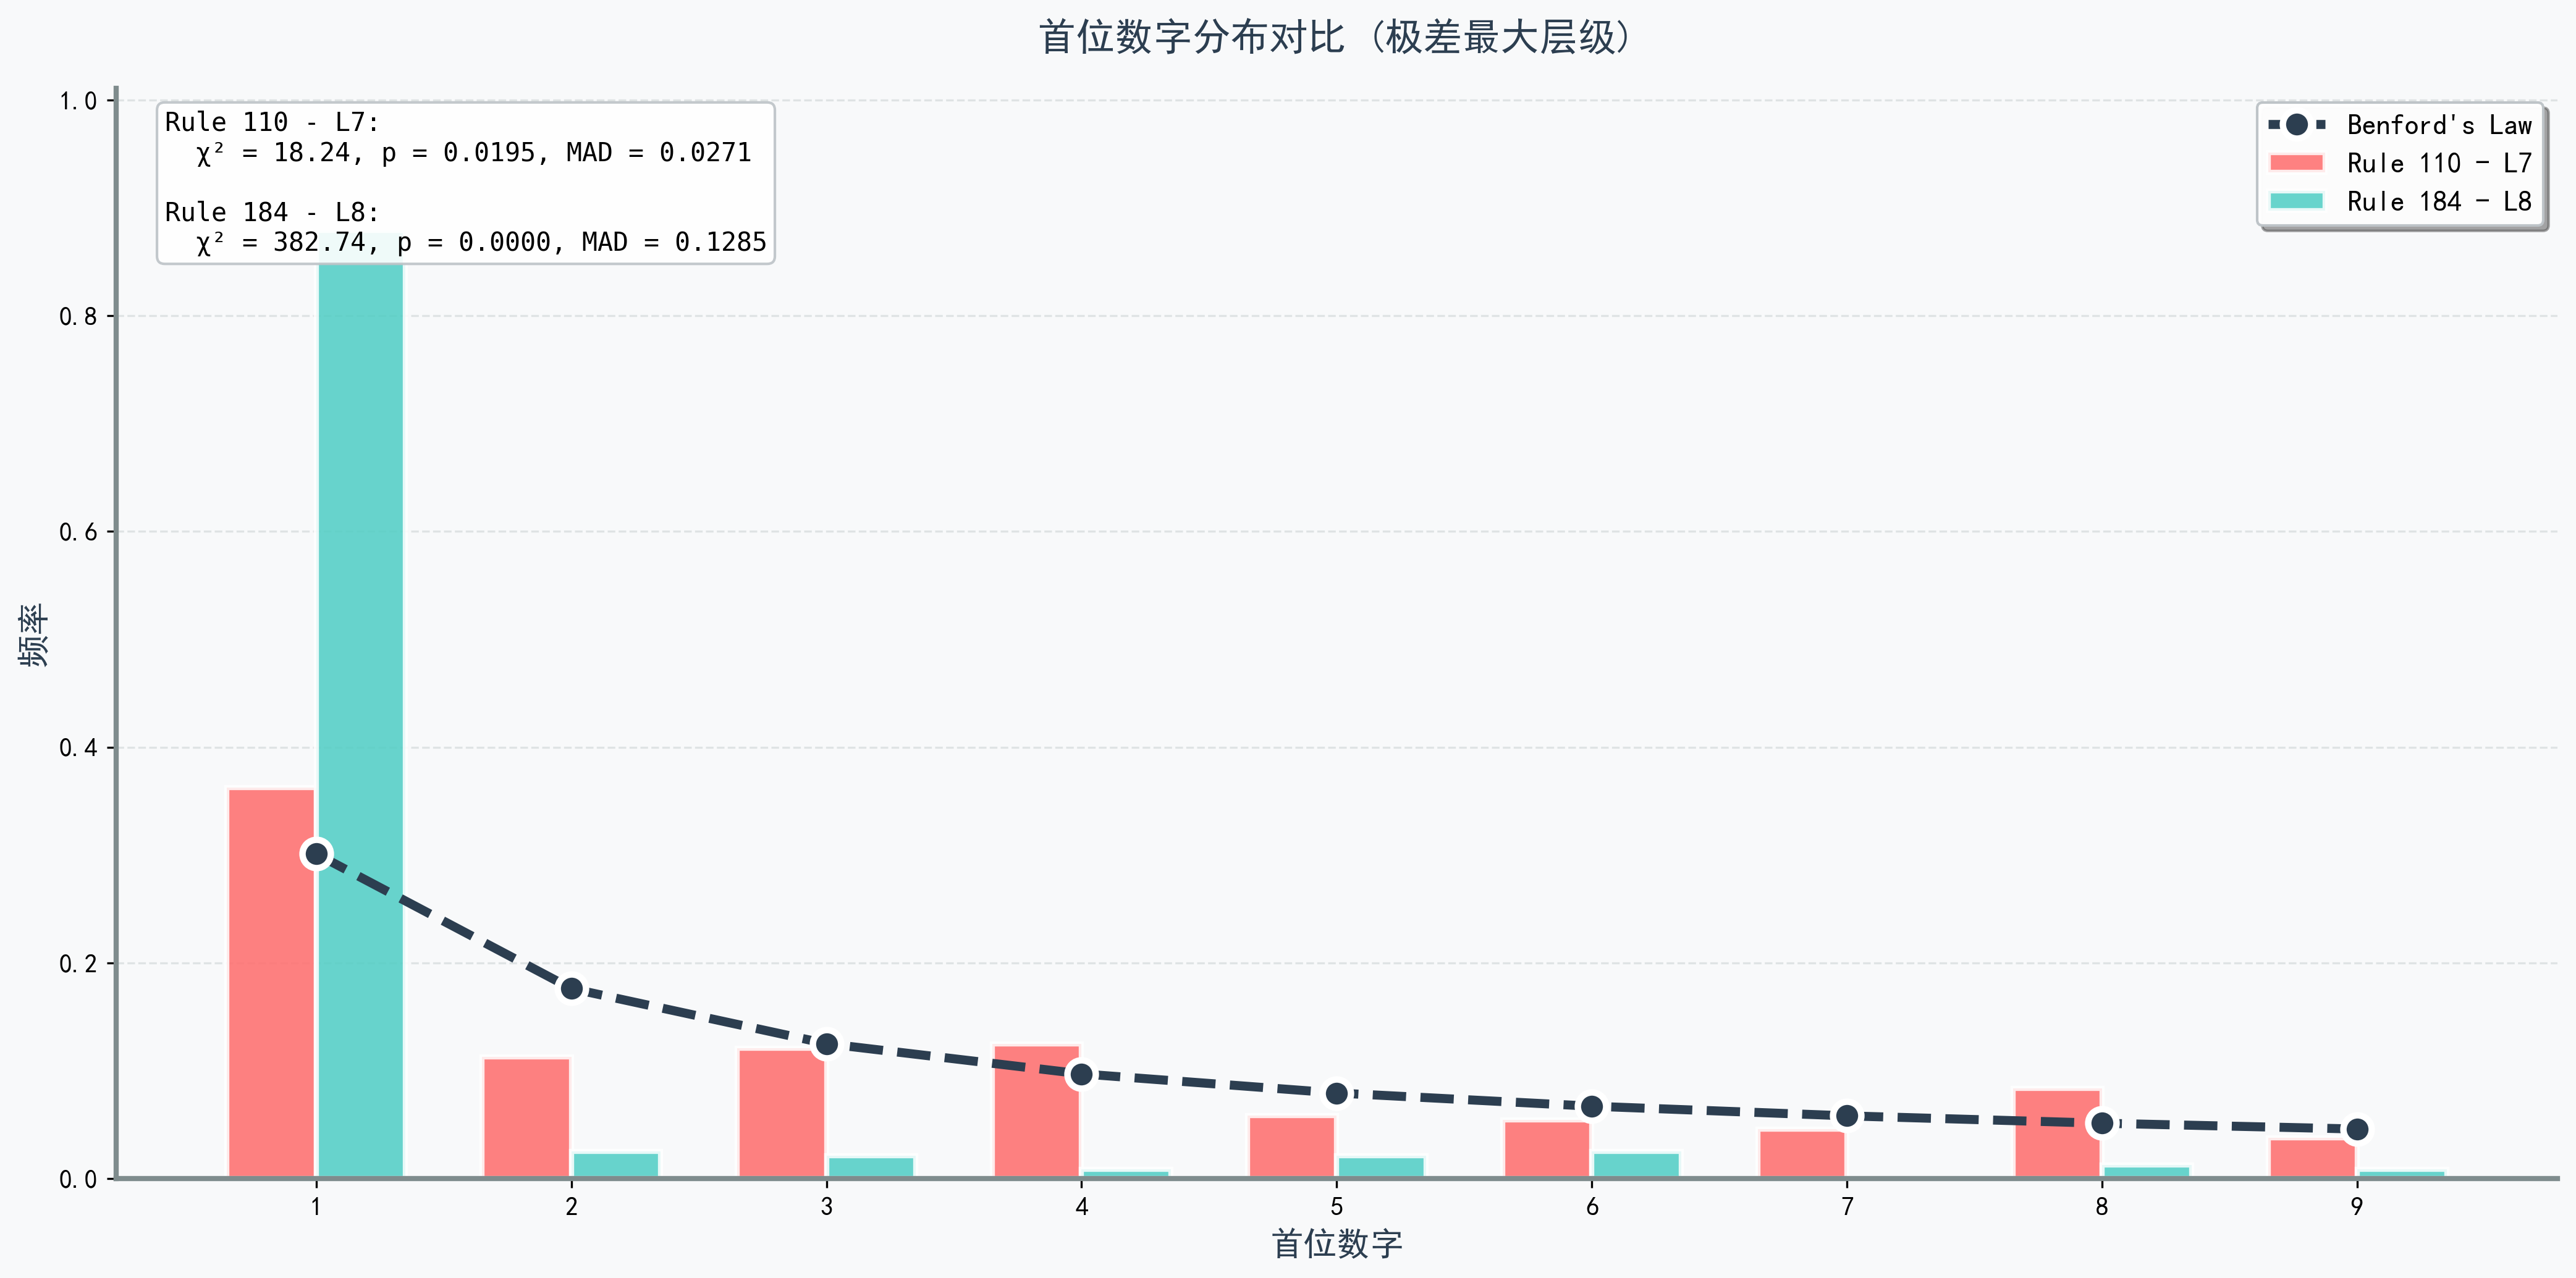 首位数字分布对比 (极差最大层级)
Rule 110 - L7:
χ² = 18.24, p = 0.0195, MAD = 0.0271
Rule 184 - L8:
χ² = 382.74, p = 0.0000, MAD = 0.1285
Benford's Law
Rule 110 - L7
Rule 184 - L8
频率
1.0
0.8
0.6
0.4
0.2
0.0
1 2 3 4 5 6 7 8 9
首位数字